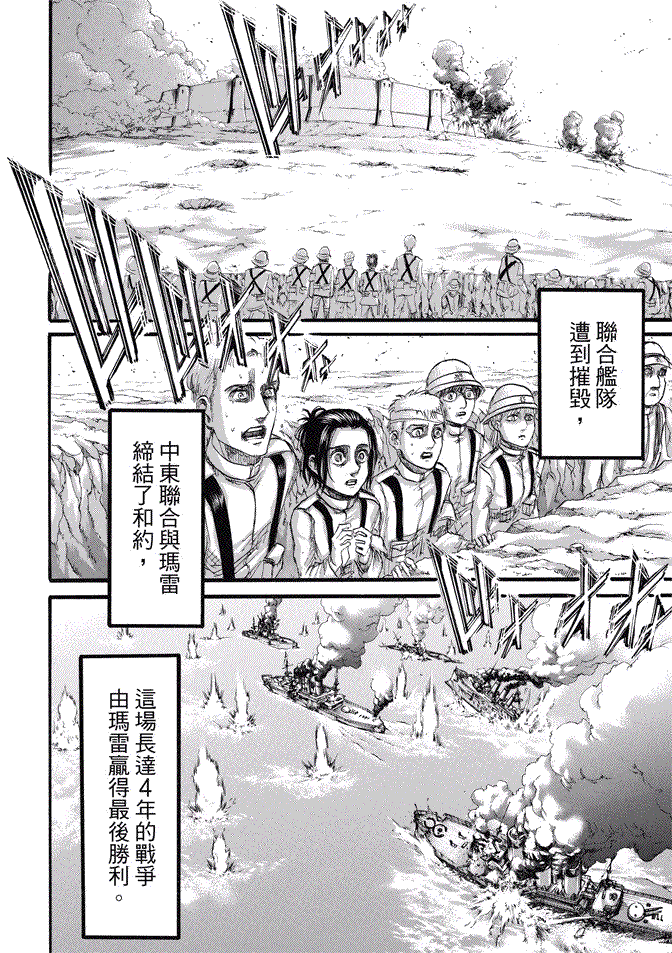 聯合艦隊
遭到摧毀，
中東聯合與瑪雷
締結了和約，
這場長達4年的戰爭
由瑪雷贏得最後勝利。